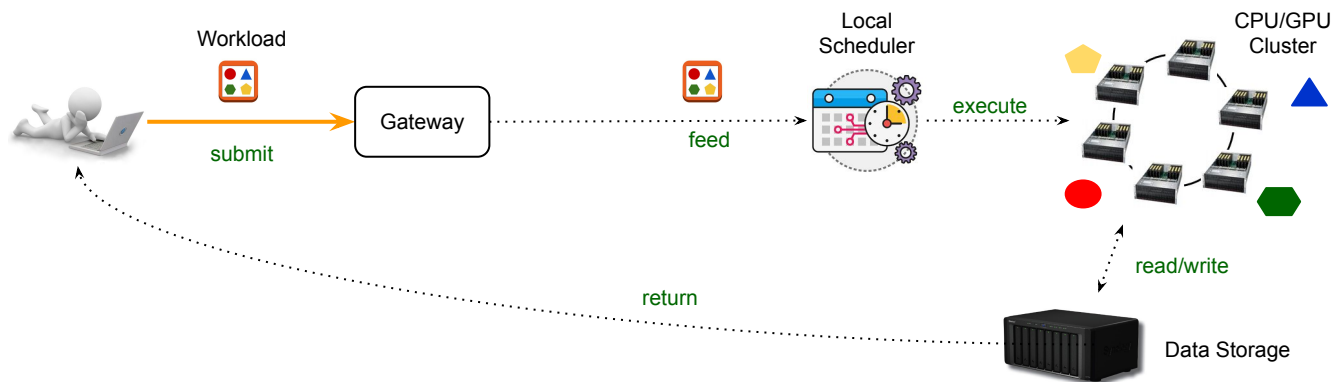 Workload
submit
Gateway
feed
Local
Scheduler
execute
CPU/GPU
Cluster
read/write
return
Data Storage